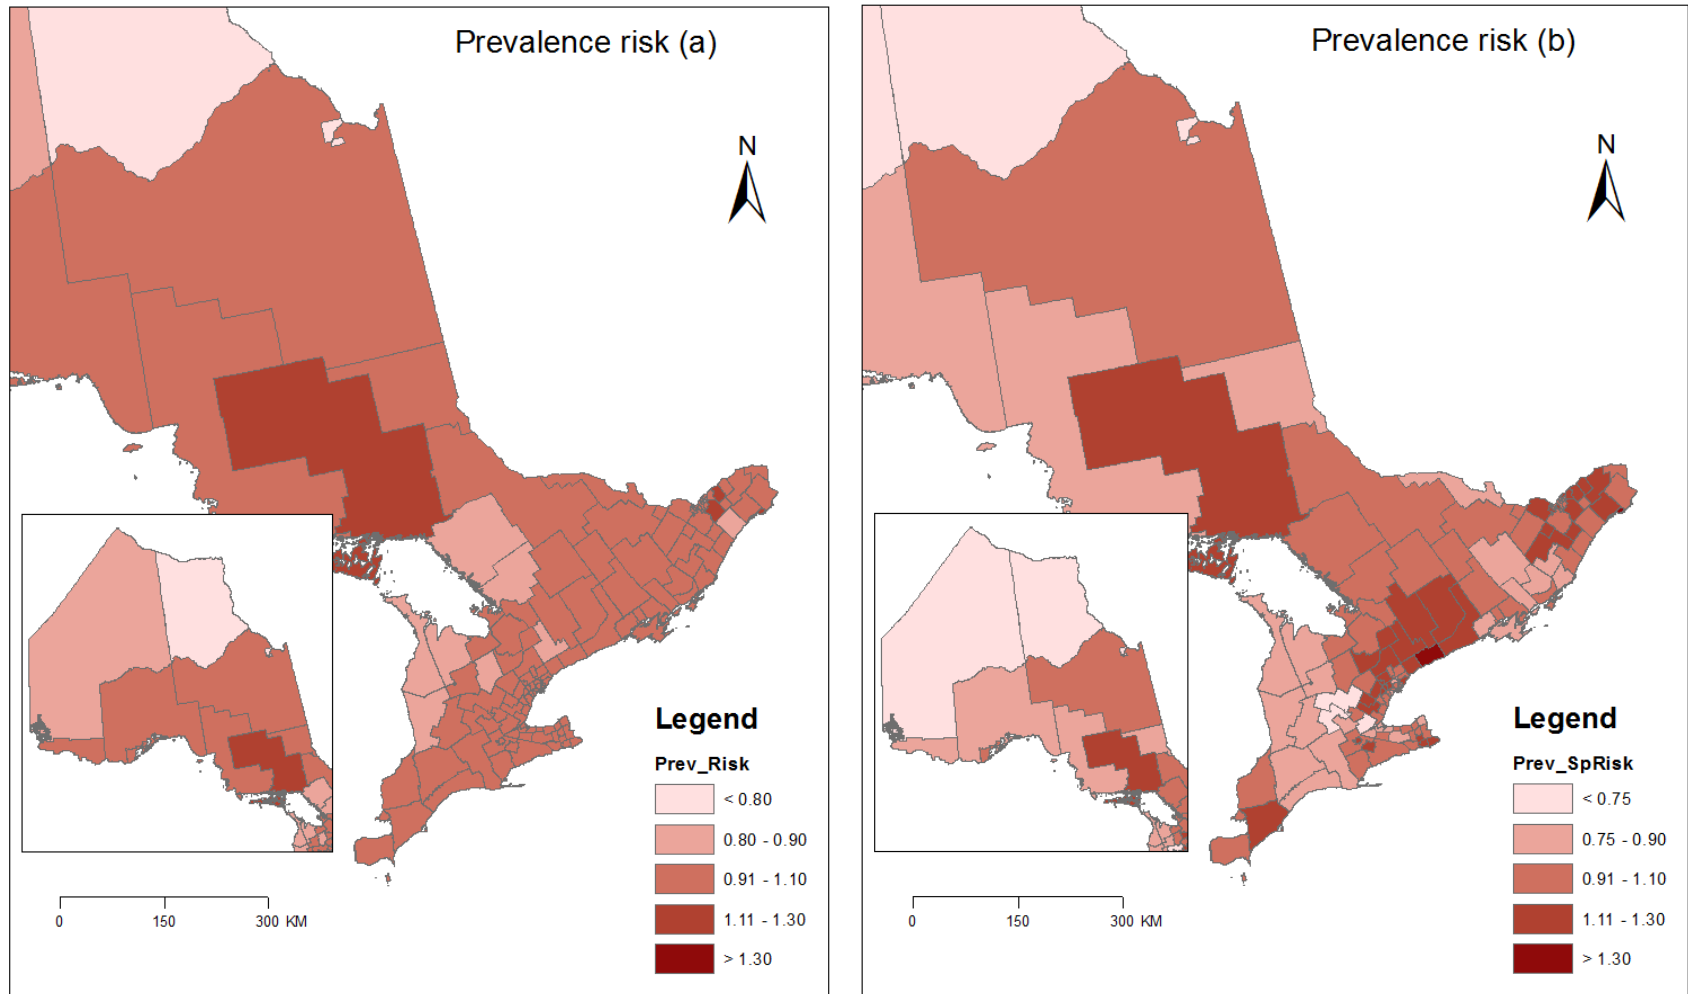 Prevalence risk (a)
N
Legend
Prev_Risk
< 0.80
0.80 - 0.90
0.91 - 1.10
1.11 - 1.30
> 1.30
0 150 300 KM
Prevalence risk (b)
N
Legend
Prev_SpRisk
< 0.75
0.75 - 0.90
0.91 - 1.10
1.11 - 1.30
> 1.30
0 150 300 KM